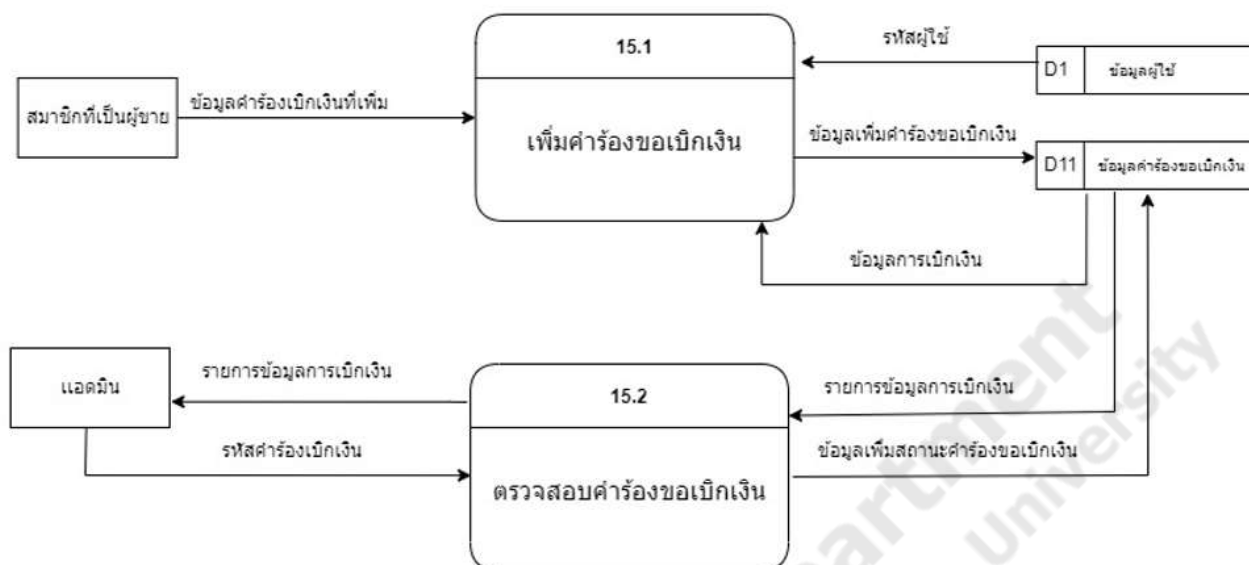 15.1
รหัสผู้ใช้
D1
ข้อมูลผู้ใช้
สมาชิกที่เป็นผู้ขาย
ข้อมูลคำร้องเบิกเงินที่เพิ่ม
เพิ่มคำร้องขอเบิกเงิน
ข้อมูลเพิ่มคำร้องขอเบิกเงิน
D11
ข้อมูลคำร้องขอเบิกเงิน
ข้อมูลการเบิกเงิน
แอดมิน
รายการข้อมูลการเบิกเงิน
15.2
รายการข้อมูลการเบิกเงิน
รหัสคำร้องเบิกเงิน
ข้อมูลเพิ่มสถานะคำร้องขอเบิกเงิน
ตรวจสอบคำร้องขอเบิกเงิน
University